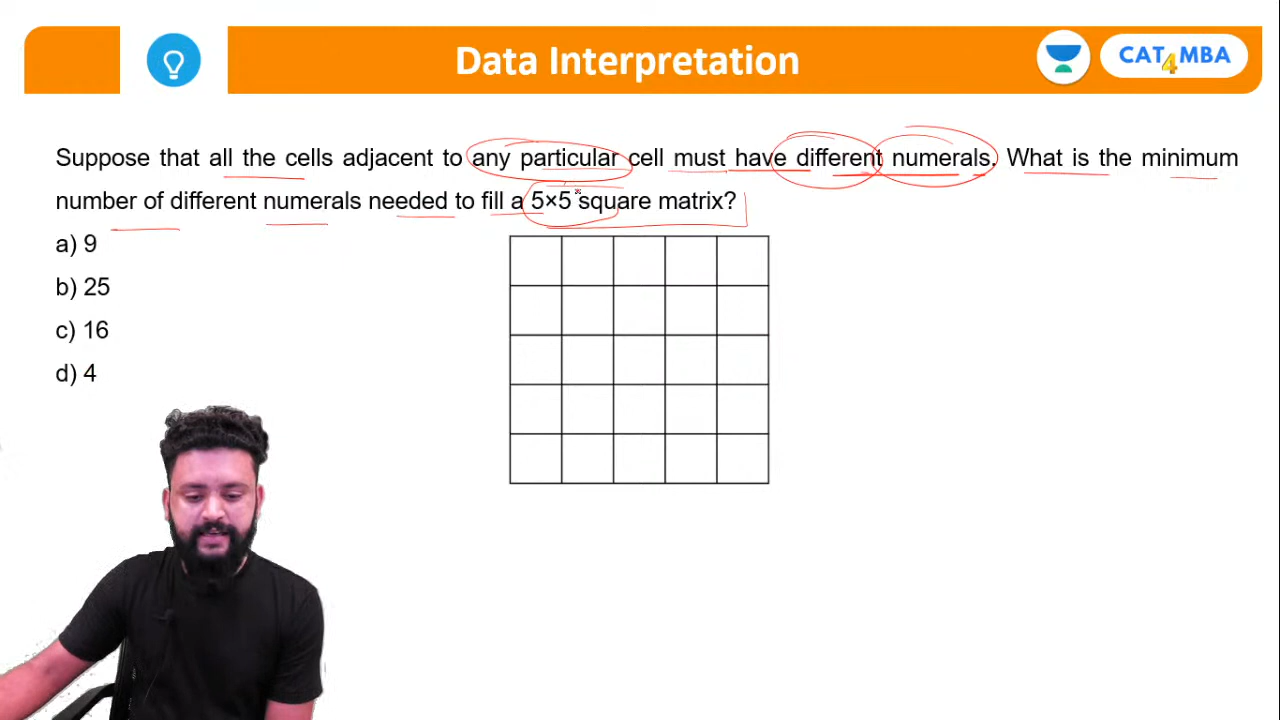 Data Interpretation
CAT4MBA
Suppose that all the cells adjacent to any particular cell must have different numerals. What is the minimum
number of different numerals needed to fill a 5×5 square matrix?
a) 9
b) 25
c) 16
d) 4